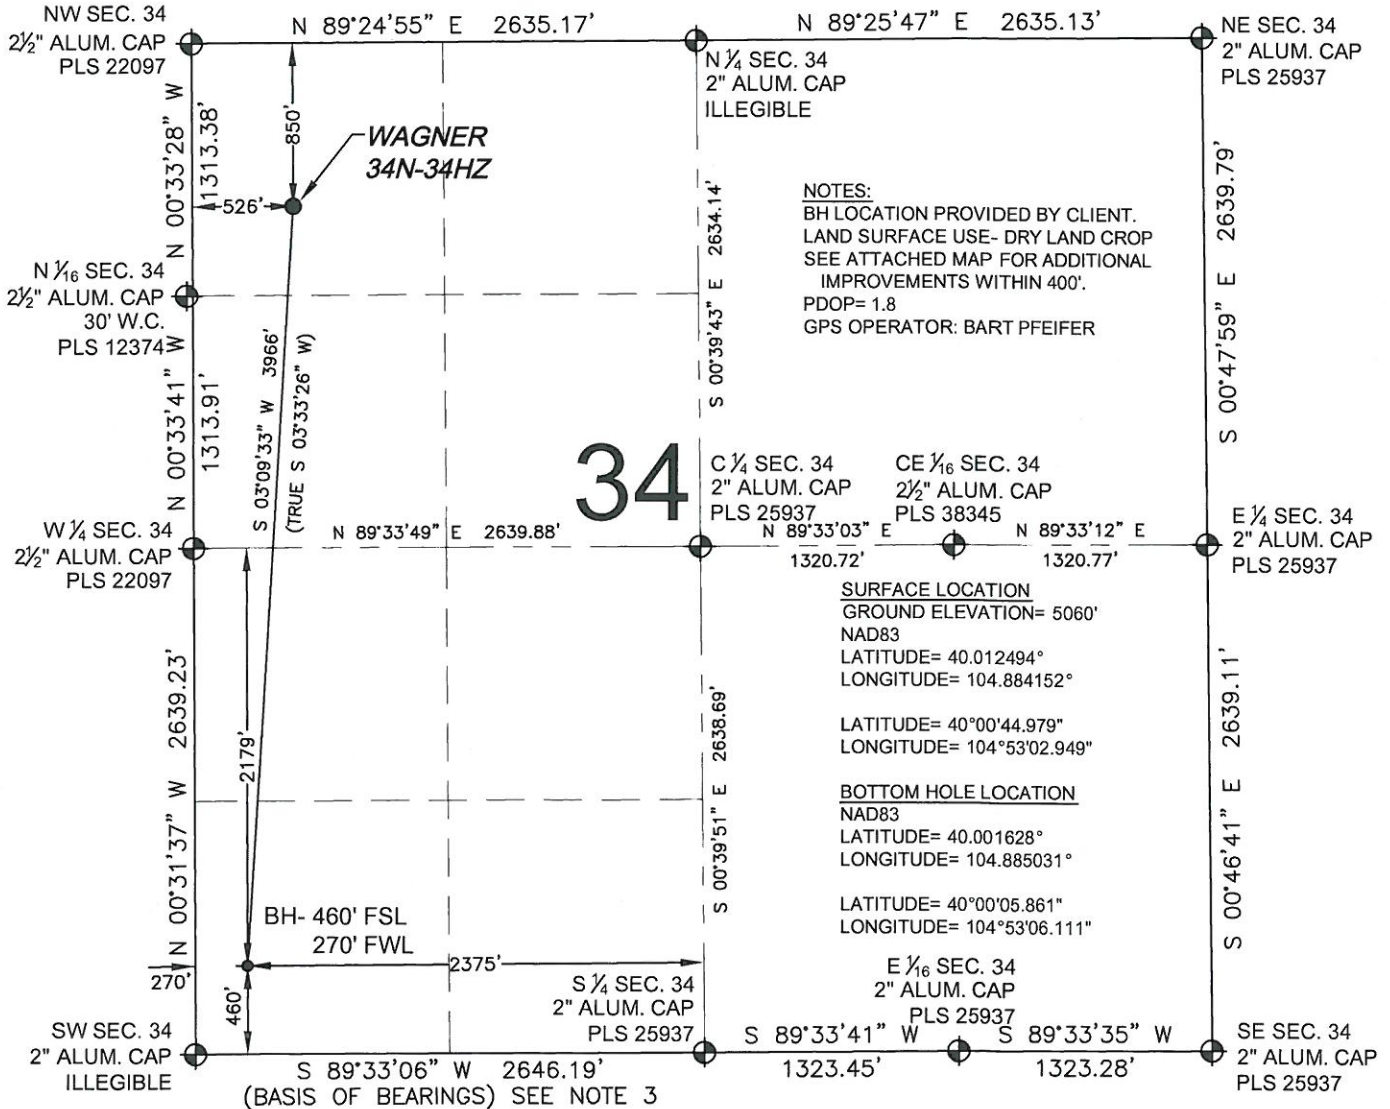 NW SEC. 34
2½" ALUM. CAP
PLS 22097
N 89°24'55" E 2635.17'
N 89°25'47" E 2635.13'
NE SEC. 34
2" ALUM. CAP
PLS 25937
N ¼ SEC. 34
2" ALUM. CAP
ILLEGIBLE
N 00°33'28" W
1313.38'
850'
WAGNER
34N-34HZ
526'
S 00°39'43" E 2634.14'
NOTES:
BH LOCATION PROVIDED BY CLIENT.
LAND SURFACE USE- DRY LAND CROP
SEE ATTACHED MAP FOR ADDITIONAL
IMPROVEMENTS WITHIN 400'.
PDOP= 1.8
GPS OPERATOR: BART PFEIFER
S 00°47'59" E 2639.79'
N 1⁄16 SEC. 34
2½" ALUM. CAP
30' W.C.
PLS 12374
N 00°33'41" W
1313.91'
S 03°09'33" W 3966'
(TRUE S 03°33'26" W)
34
C ¼ SEC. 34
2" ALUM. CAP
PLS 25937
CE 1⁄16 SEC. 34
2½" ALUM. CAP
PLS 38345
W ¼ SEC. 34
2½" ALUM. CAP
PLS 22097
N 89°33'49" E 2639.88'
N 89°33'03" E
1320.72'
N 89°33'12" E
1320.77'
E ¼ SEC. 34
2" ALUM. CAP
PLS 25937
SURFACE LOCATION
GROUND ELEVATION= 5060'
NAD83
LATITUDE= 40.012494°
LONGITUDE= 104.884152°
LATITUDE= 40°00'44.979"
LONGITUDE= 104°53'02.949"
BOTTOM HOLE LOCATION
NAD83
LATITUDE= 40.001628°
LONGITUDE= 104.885031°
LATITUDE= 40°00'05.861"
LONGITUDE= 104°53'06.111"
N 00°31'37" W 2639.23'
2179'
S 00°39'51" E 2638.69'
S 00°46'41" E 2639.11'
BH- 460' FSL
270' FWL
2375'
270'
460'
S ¼ SEC. 34
2" ALUM. CAP
PLS 25937
E 1⁄16 SEC. 34
2" ALUM. CAP
PLS 25937
SW SEC. 34
2" ALUM. CAP
ILLEGIBLE
S 89°33'06" W 2646.19'
(BASIS OF BEARINGS) SEE NOTE 3
S 89°33'41" W
1323.45'
S 89°33'35" W
1323.28'
SE SEC. 34
2" ALUM. CAP
PLS 25937